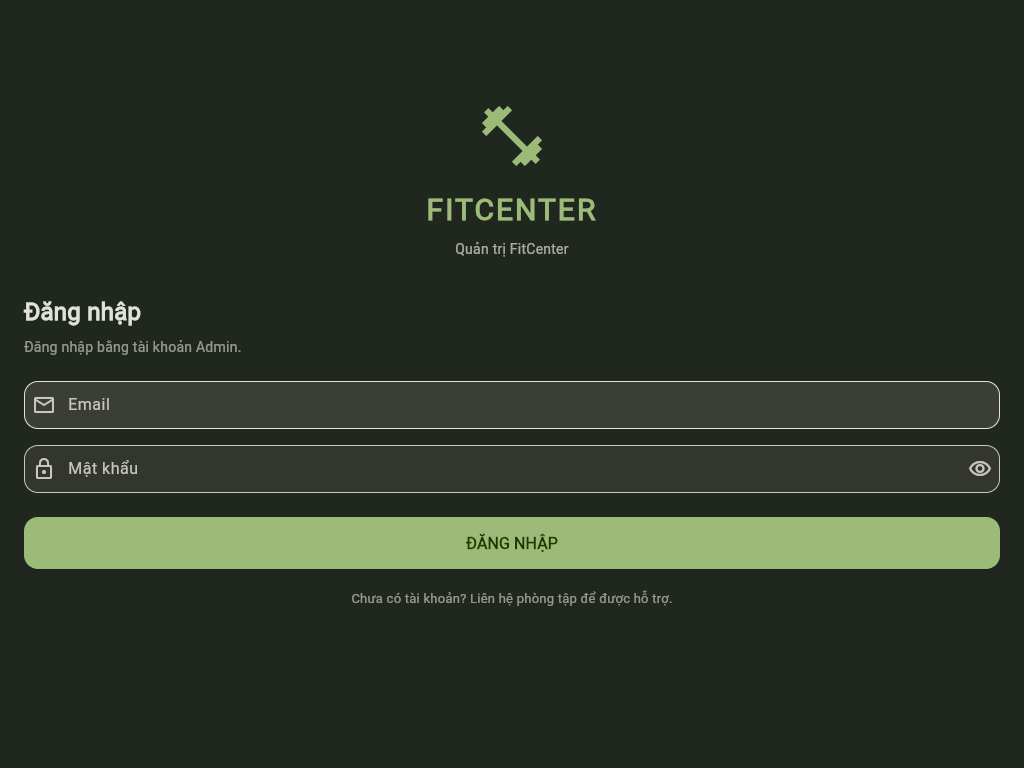 FITCENTER
Quản trị FitCenter
Đăng nhập
Đăng nhập bằng tài khoản Admin.
Email
Mật khẩu
ĐĂNG NHẬP
Chưa có tài khoản? Liên hệ phòng tập để được hỗ trợ.